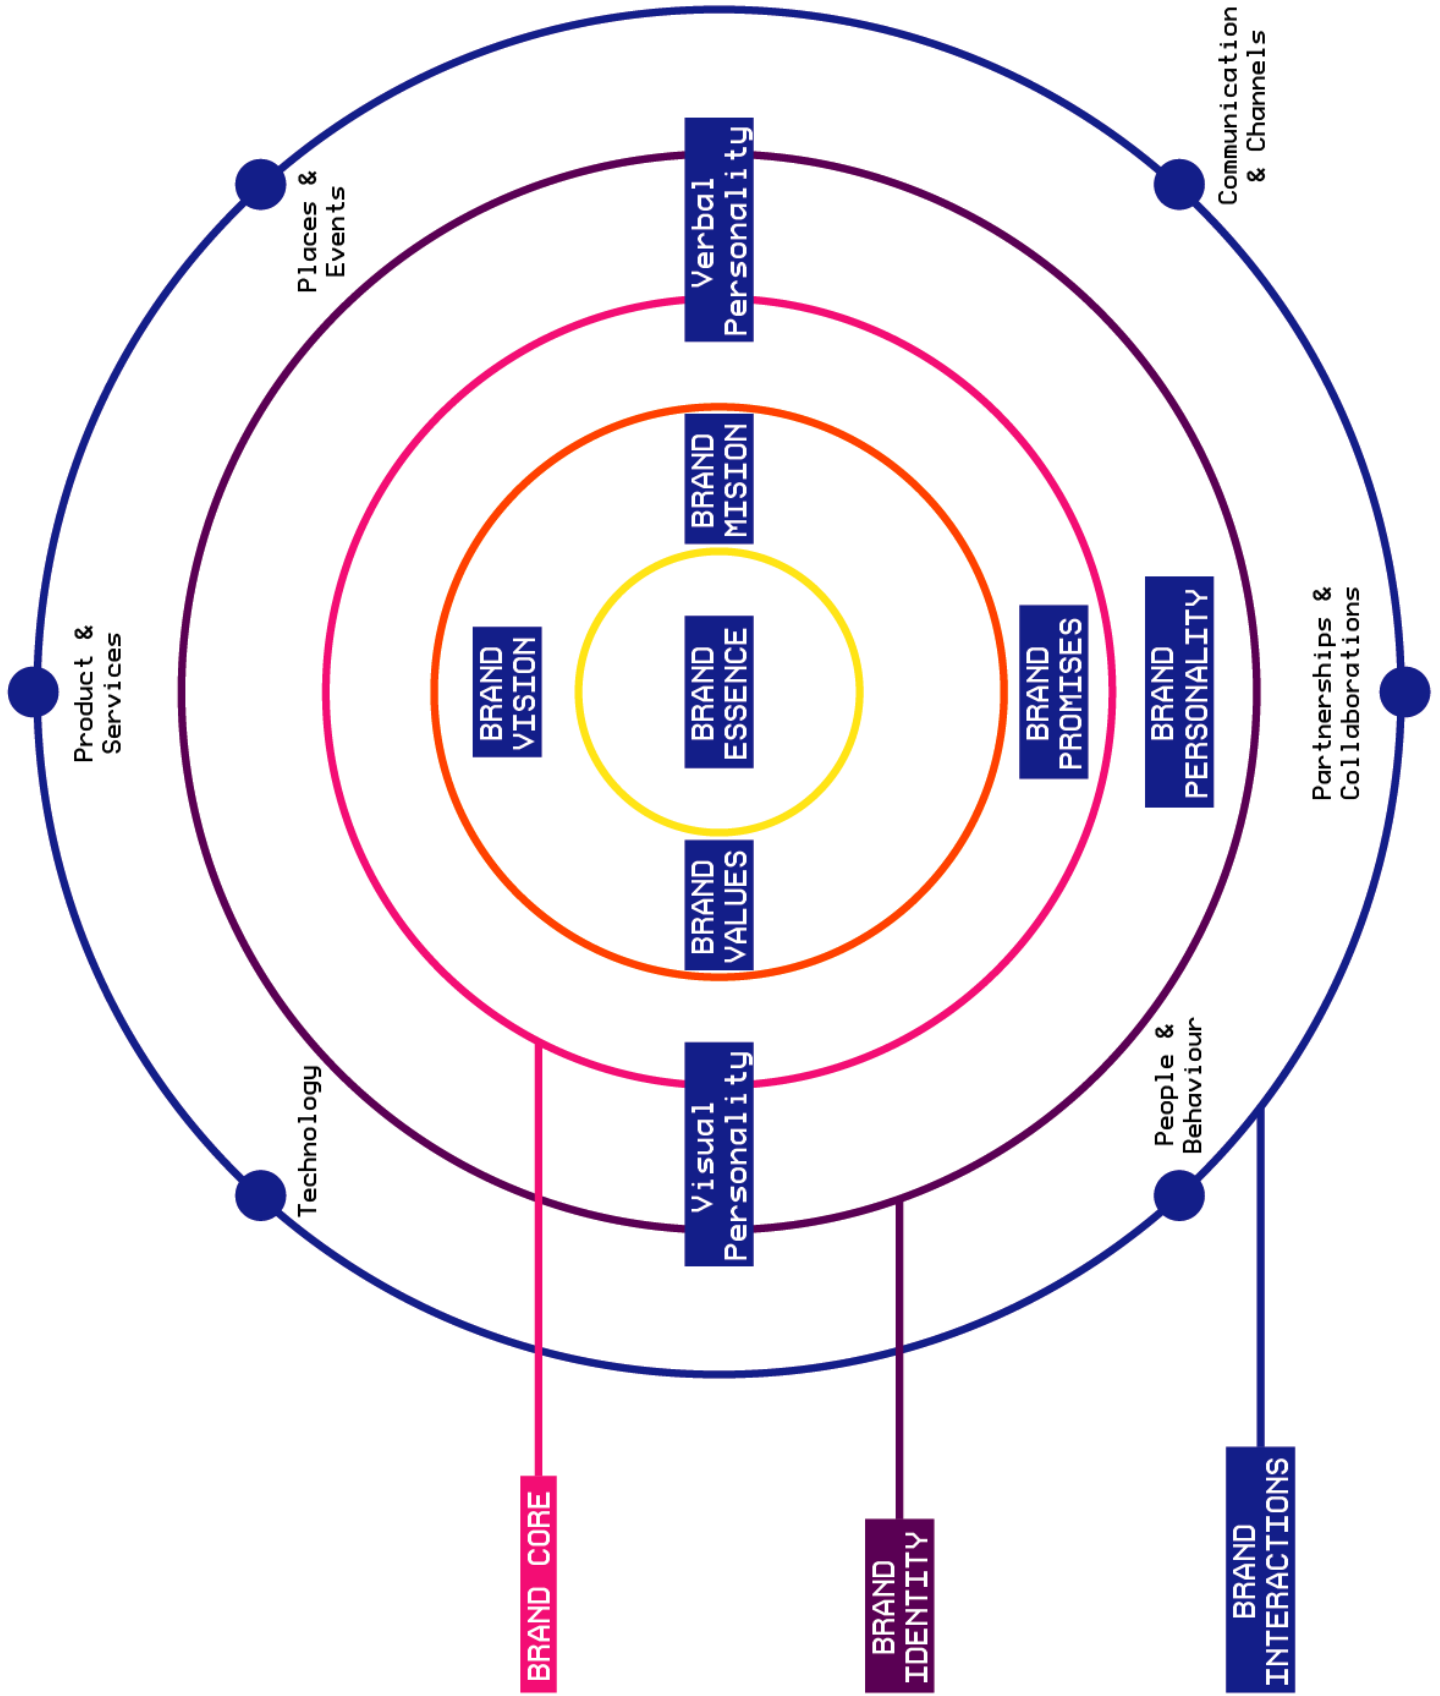 Product &
Services
Technology
Places &
Events
BRAND
VISION
BRAND CORE
Visual
Personality
BRAND
VALUES
BRAND
ESSENCE
BRAND
MISION
Verbal
Personality
BRAND
IDENTITY
BRAND
PROMISES
BRAND
PERSONALITY
People &
Behaviour
Communication
& Channels
BRAND
INTERACTIONS
Partnerships &
Collaborations